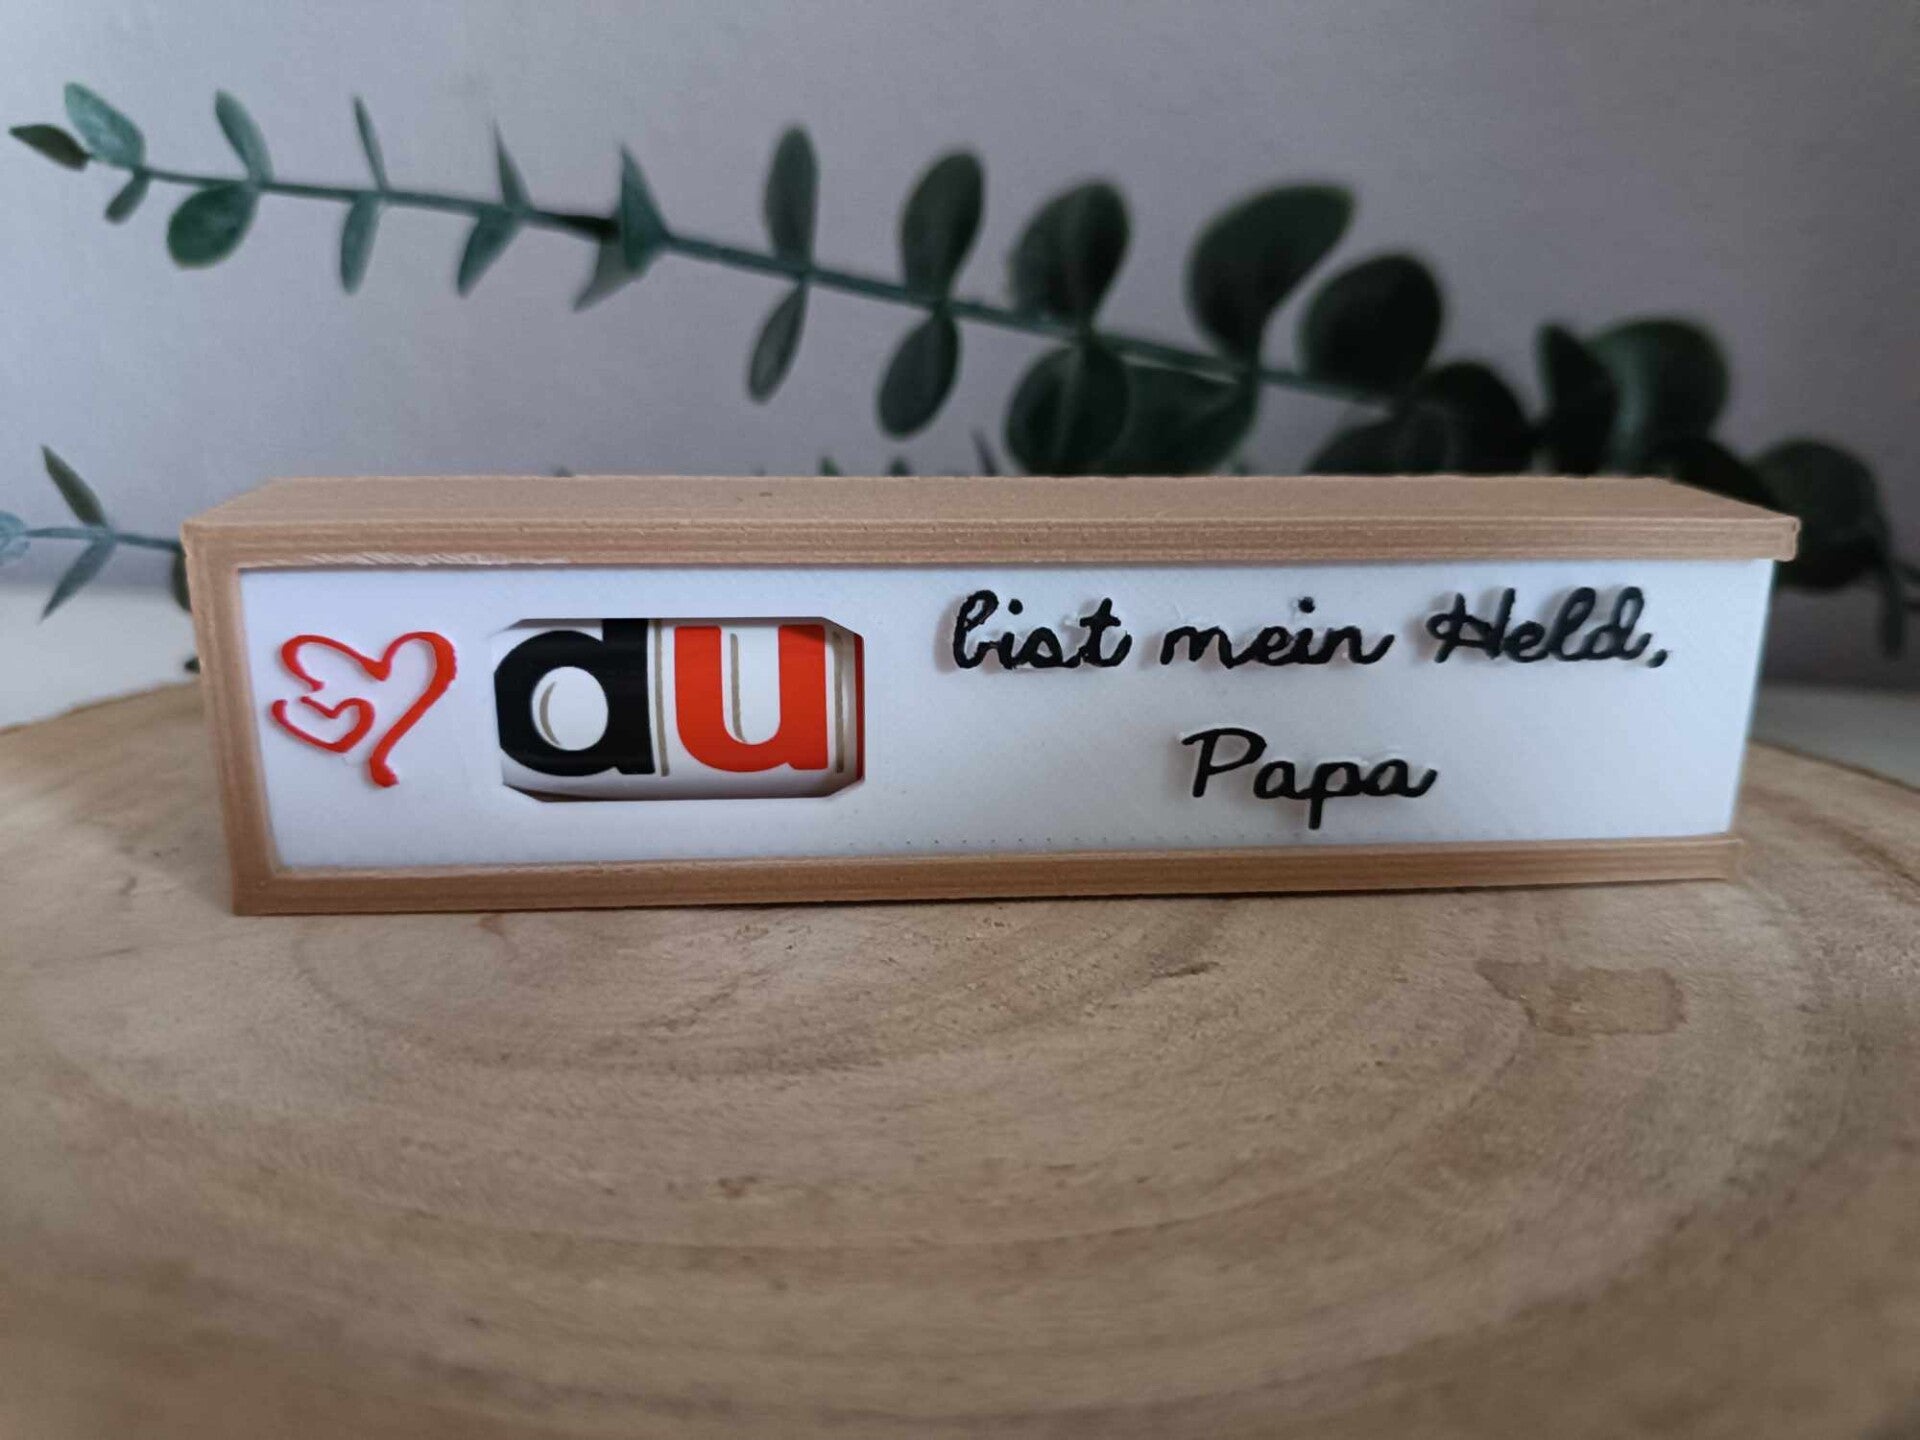 du bist mein Held,
Papa